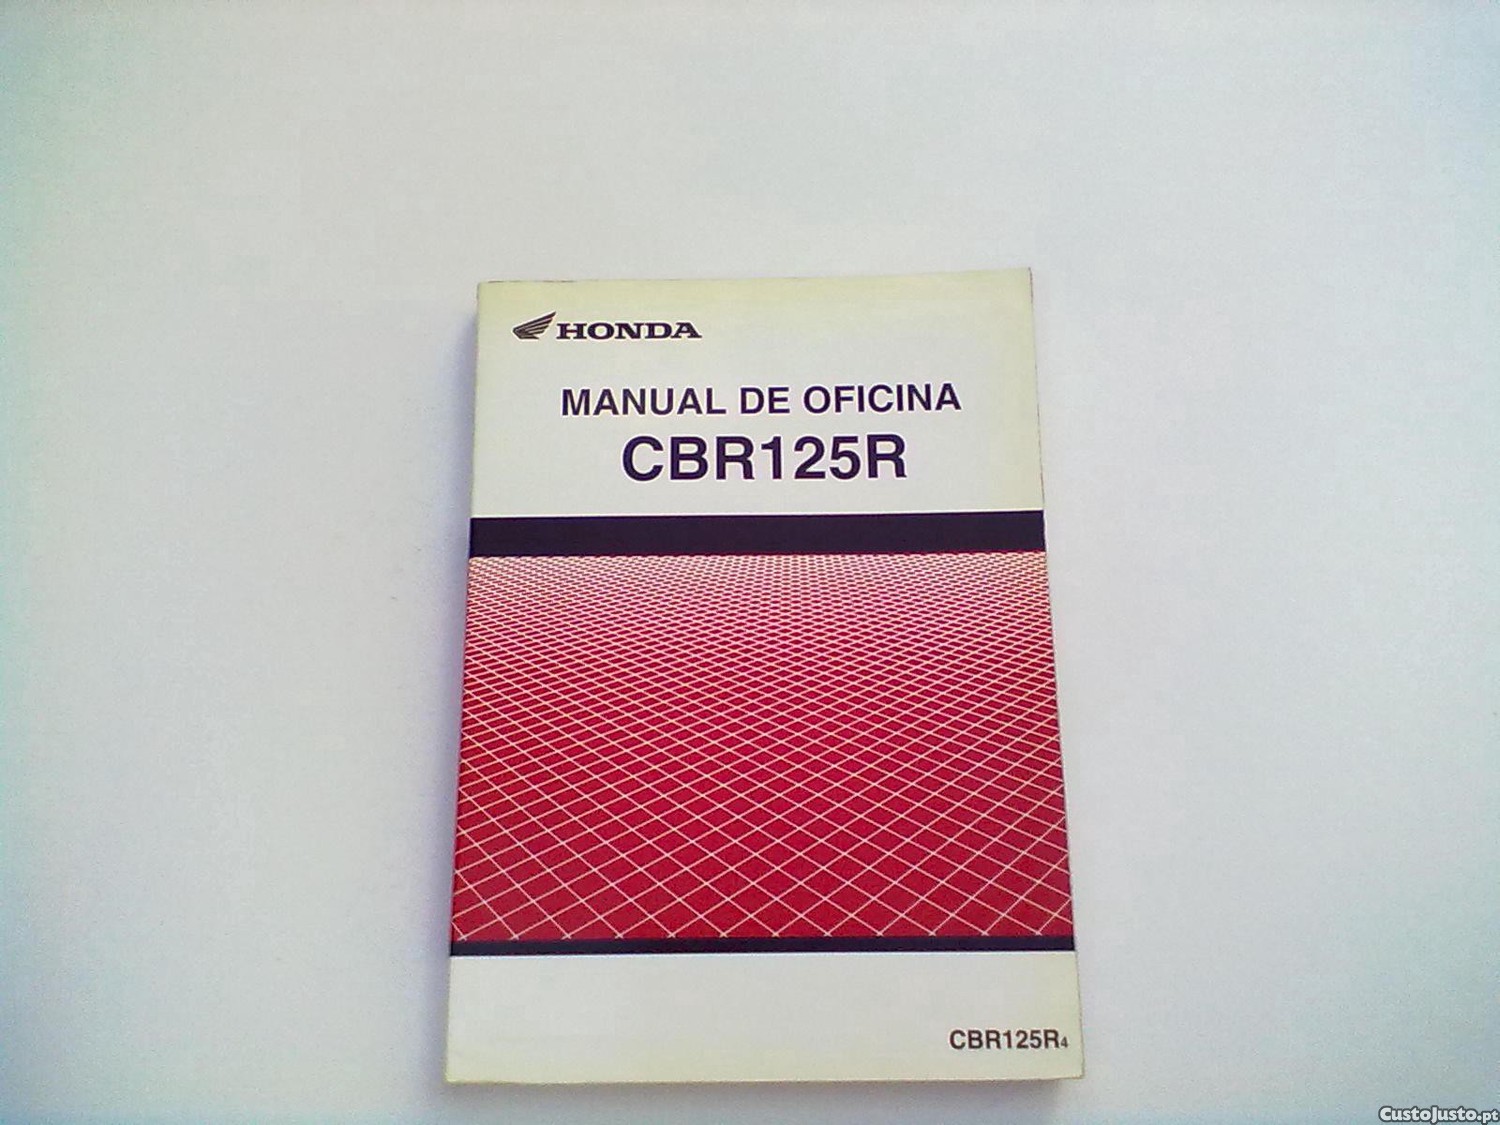 HONDA
MANUAL DE OFICINA
CBR125R
CBR125R4
CustoJusto.pt